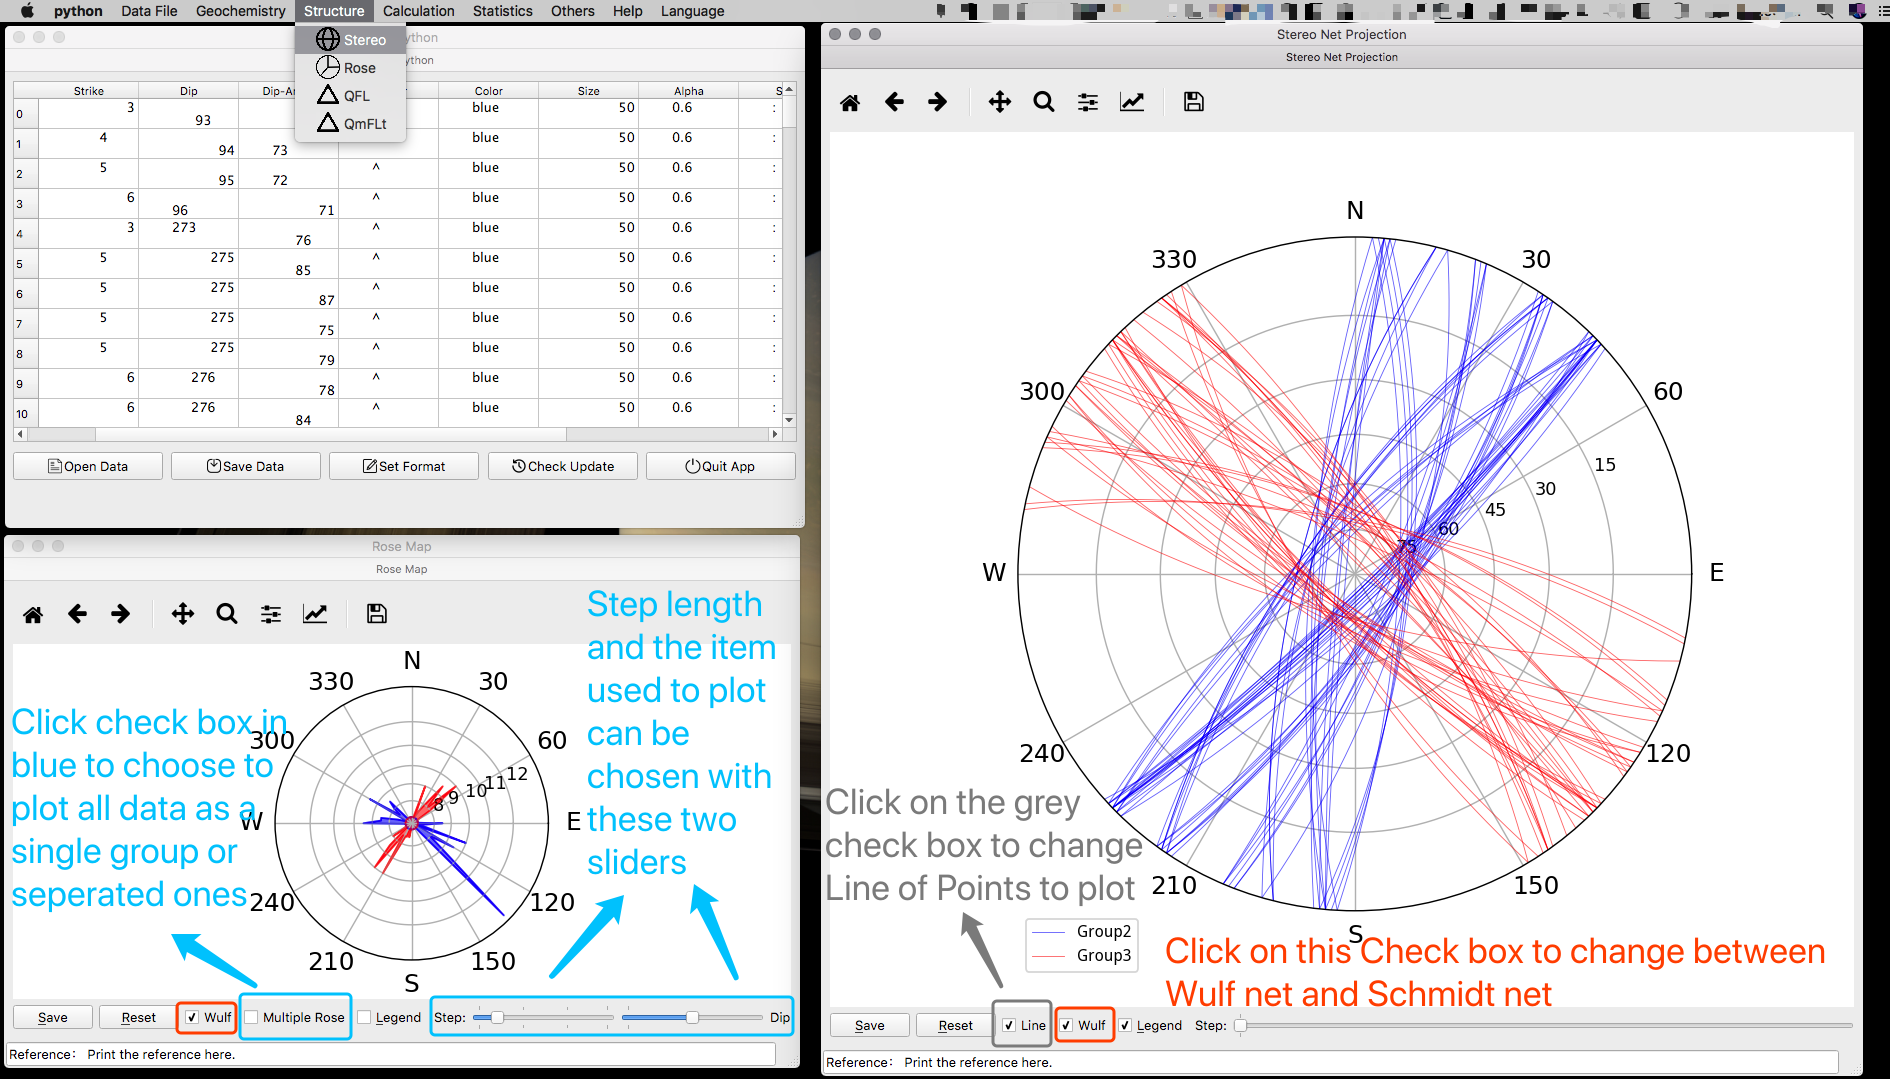 python Data File Geochemistry Structure Calculation Statistics Others Help Language
Stereo
Rose
QFL
QmFLt
ython
ython
Strike Dip Dip-A Color Size Alpha S
0 3 93 blue 50 0.6 :
1 4 94 73 blue 50 0.6 :
2 5 95 72 ^ blue 50 0.6 :
3 6 96 71 ^ blue 50 0.6 :
4 3 273 76 ^ blue 50 0.6 :
5 5 275 85 ^ blue 50 0.6 :
6 5 275 87 ^ blue 50 0.6 :
7 5 275 75 ^ blue 50 0.6 :
8 5 275 79 ^ blue 50 0.6 :
9 6 276 78 ^ blue 50 0.6 :
10 6 276 84 ^ blue 50 0.6 :
Open Data Save Data Set Format Check Update Quit App
Rose Map
Rose Map
Step length
and the item
used to plot
can be
chosen with
these two
sliders
Click check box in
blue to choose to
plot all data as a
single group or
seperated ones
N
330 30
300 60
8 9 10 11 12
W E
240 120
210 150
S
Save Reset Wulf Multiple Rose Legend Step: Dip
Reference: Print the reference here.
Stereo Net Projection
Stereo Net Projection
N
330 30
300 60
15
30
45
60
75
W E
240 120
210 150
S
Click on the grey
check box to change
Line of Points to plot
Group2
Group3
Click on this Check box to change between
Wulf net and Schmidt net
Save Reset Line Wulf Legend Step:
Reference: Print the reference here.